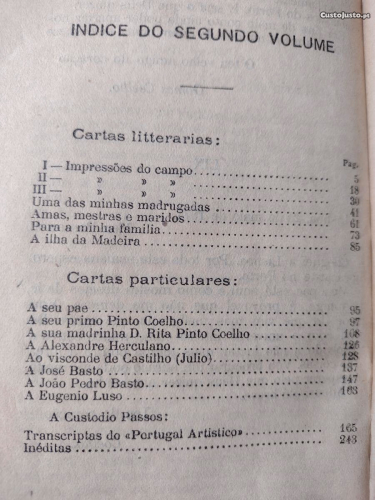 CustoJusto.pt
INDICE DO SEGUNDO VOLUME
Cartas litterarias:
Pag.
I — Impressões do campo 5
II — » » » 18
III — » » » 30
Uma das minhas madrugadas 41
Amas, mestras e maridos 61
Para a minha familia 73
A ilha da Madeira 85
Cartas particulares:
A seu pae 95
A seu primo Pinto Coelho 97
A sua madrinha D. Rita Pinto Coelho 108
A Alexandre Herculano 126
Ao visconde de Castilho (Julio) 128
A José Basto 137
A João Pedro Basto 147
A Eugenio Luso 163
A Custodio Passos:
Transcriptas do «Portugal Artistico» 165
Inéditas 243